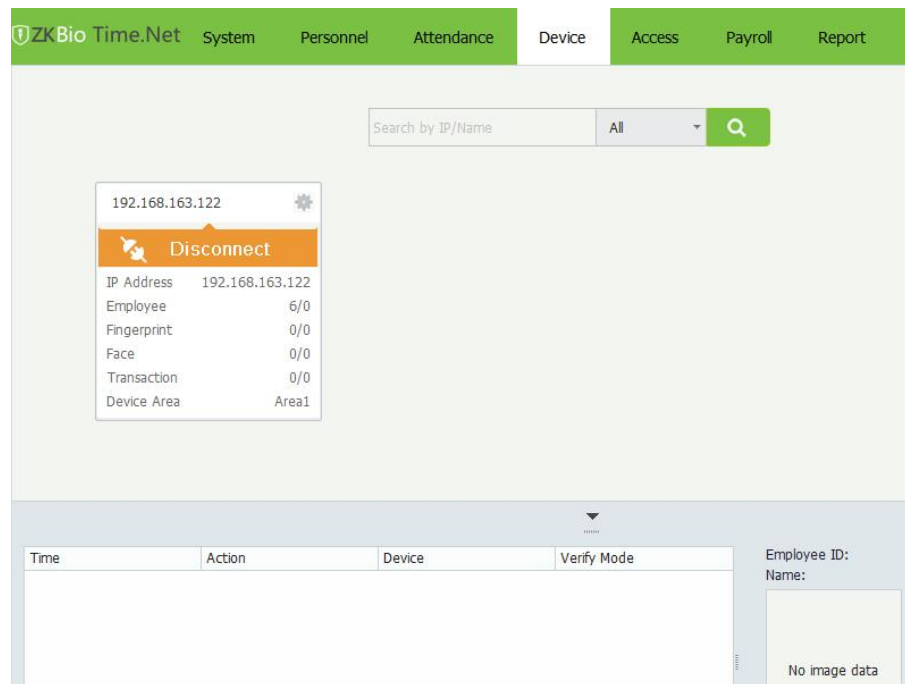 ZKBio Time.Net System Personnel Attendance Device Access Payroll Report
Search by IP/Name All
192.168.163.122
Disconnect
IP Address 192.168.163.122
Employee 6/0
Fingerprint 0/0
Face 0/0
Transaction 0/0
Device Area Area1
Time Action Device Verify Mode
Employee ID:
Name:
No image data